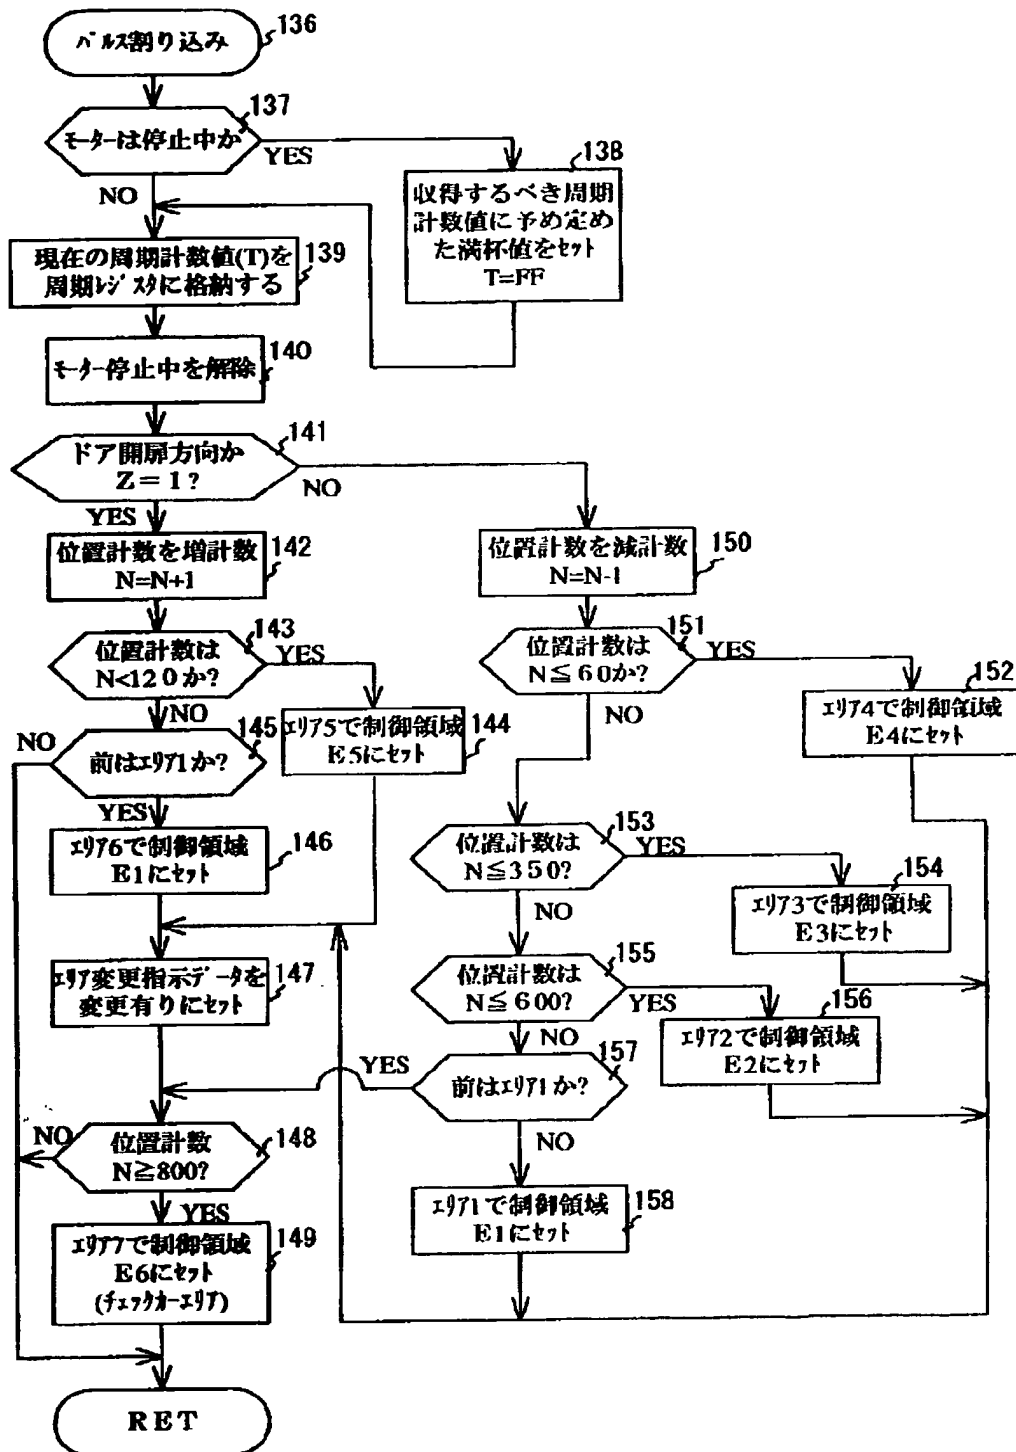 パルス割り込み
136
137
モーターは停止中か
YES
NO
138
収得するべき周期
計数値に予め定め
た満杯値をセット
T=FF
現在の周期計数値(T)を
周期レジスタに格納する
139
モーター停止中を解除
140
ドア開扉方向か
Z=1?
141
NO
YES
位置計数を増計数
N=N+1
142
位置計数を減計数
N=N-1
150
位置計数は
N<120か?
143
YES
NO
位置計数は
N≦60か?
151
YES
NO
エリア5で制御領域
E5にセット
144
エリア4で制御領域
E4にセット
152
NO
前はエリア1か?
145
YES
エリア6で制御領域
E1にセット
146
位置計数は
N≦350?
153
YES
NO
エリア3で制御領域
E3にセット
154
エリア変更指示データを
変更有りにセット
147
位置計数は
N≦600?
155
YES
NO
エリア2で制御領域
E2にセット
156
YES
前はエリア1か?
157
NO
NO
位置計数
N≧800?
148
YES
エリア1で制御領域
E1にセット
158
エリア7で制御領域
E6にセット
(チェックカーエリア)
149
RET